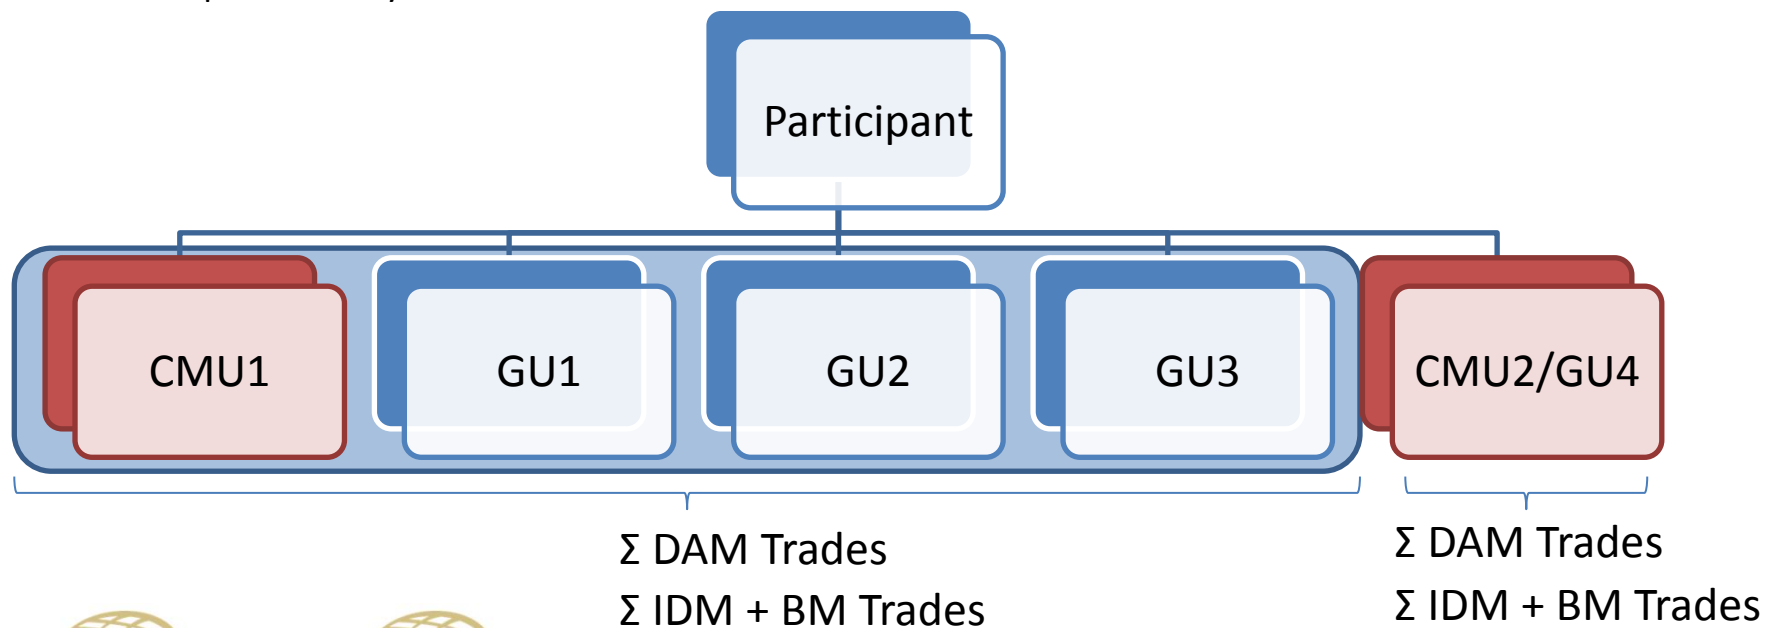 Participant
CMU1
GU1
GU2
GU3
CMU2/GU4
Σ DAM Trades
Σ IDM + BM Trades
Σ DAM Trades
Σ IDM + BM Trades